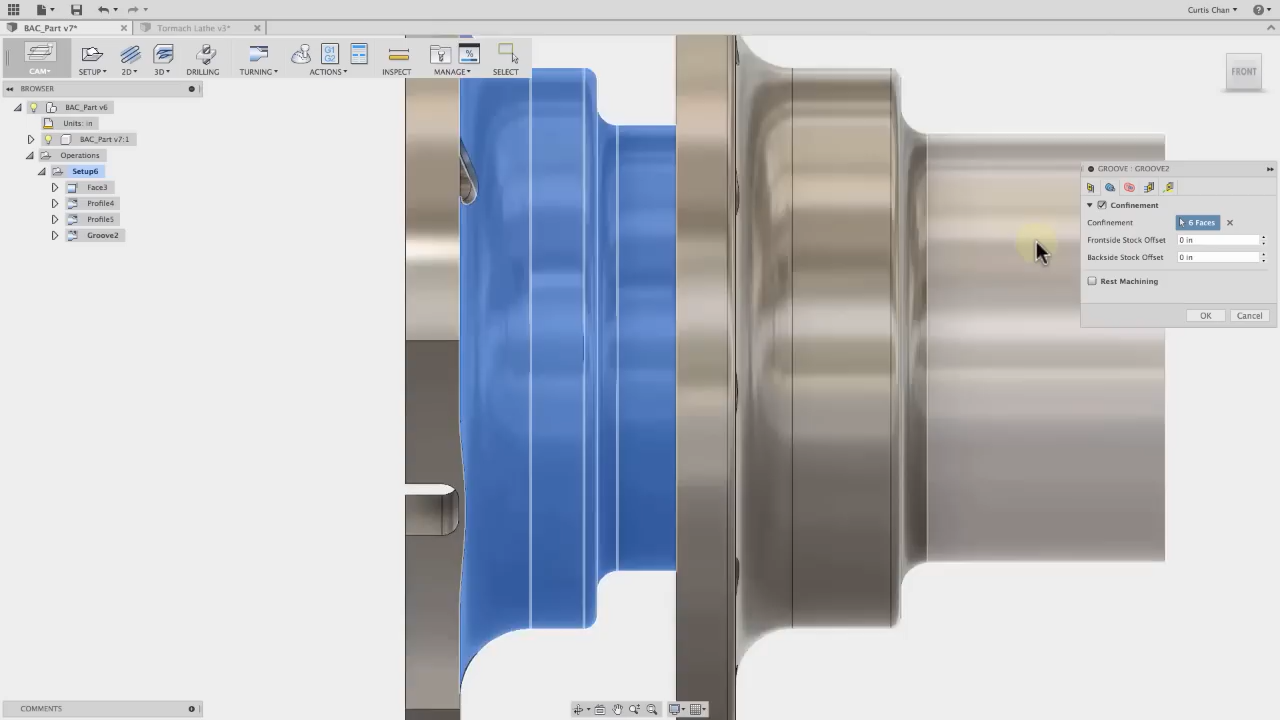 Curtis Chan
BAC_Part v7*
Tormach Lathe v3*
G1
G2
%
CAM
SETUP
2D
3D
DRILLING
TURNING
ACTIONS
INSPECT
MANAGE
SELECT
BROWSER
BAC_Part v6
Units: in
BAC_Part v7:1
Operations
Setup6
Face3
Profile4
Profile5
Groove2
FRONT
GROOVE : GROOVE2
Confinement
Confinement
6 Faces
Frontside Stock Offset
0 in
Backside Stock Offset
0 in
Rest Machining
OK
Cancel
COMMENTS